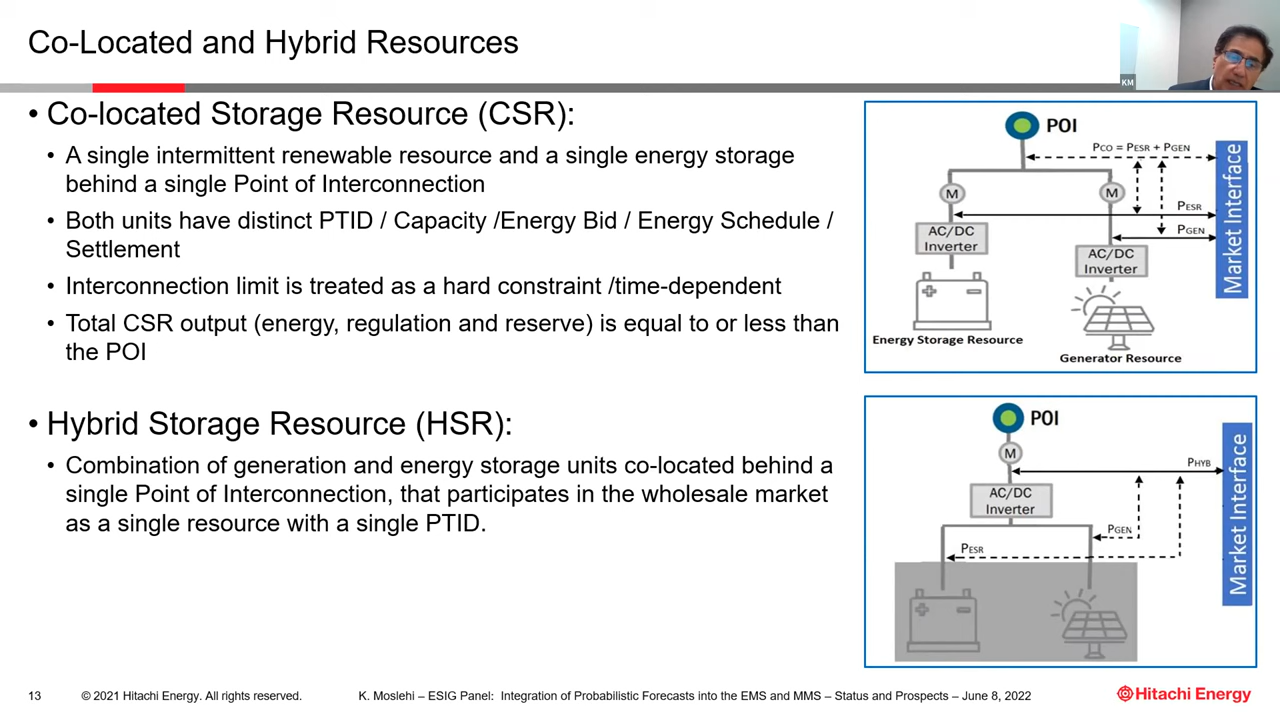 Co-Located and Hybrid Resources
KM
• Co-located Storage Resource (CSR):
• A single intermittent renewable resource and a single energy storage
behind a single Point of Interconnection
• Both units have distinct PTID / Capacity /Energy Bid / Energy Schedule /
Settlement
• Interconnection limit is treated as a hard constraint /time-dependent
• Total CSR output (energy, regulation and reserve) is equal to or less than
the POI
• Hybrid Storage Resource (HSR):
• Combination of generation and energy storage units co-located behind a
single Point of Interconnection, that participates in the wholesale market
as a single resource with a single PTID.
POI
PCO = PESR + PGEN
M
M
PESR
PGEN
AC/DC
Inverter
AC/DC
Inverter
Energy Storage Resource
Generator Resource
Market Interface
POI
M
PHYB
AC/DC
Inverter
PGEN
PESR
Market Interface
13
© 2021 Hitachi Energy. All rights reserved.
K. Moslehi – ESIG Panel: Integration of Probabilistic Forecasts into the EMS and MMS – Status and Prospects – June 8, 2022
Hitachi Energy